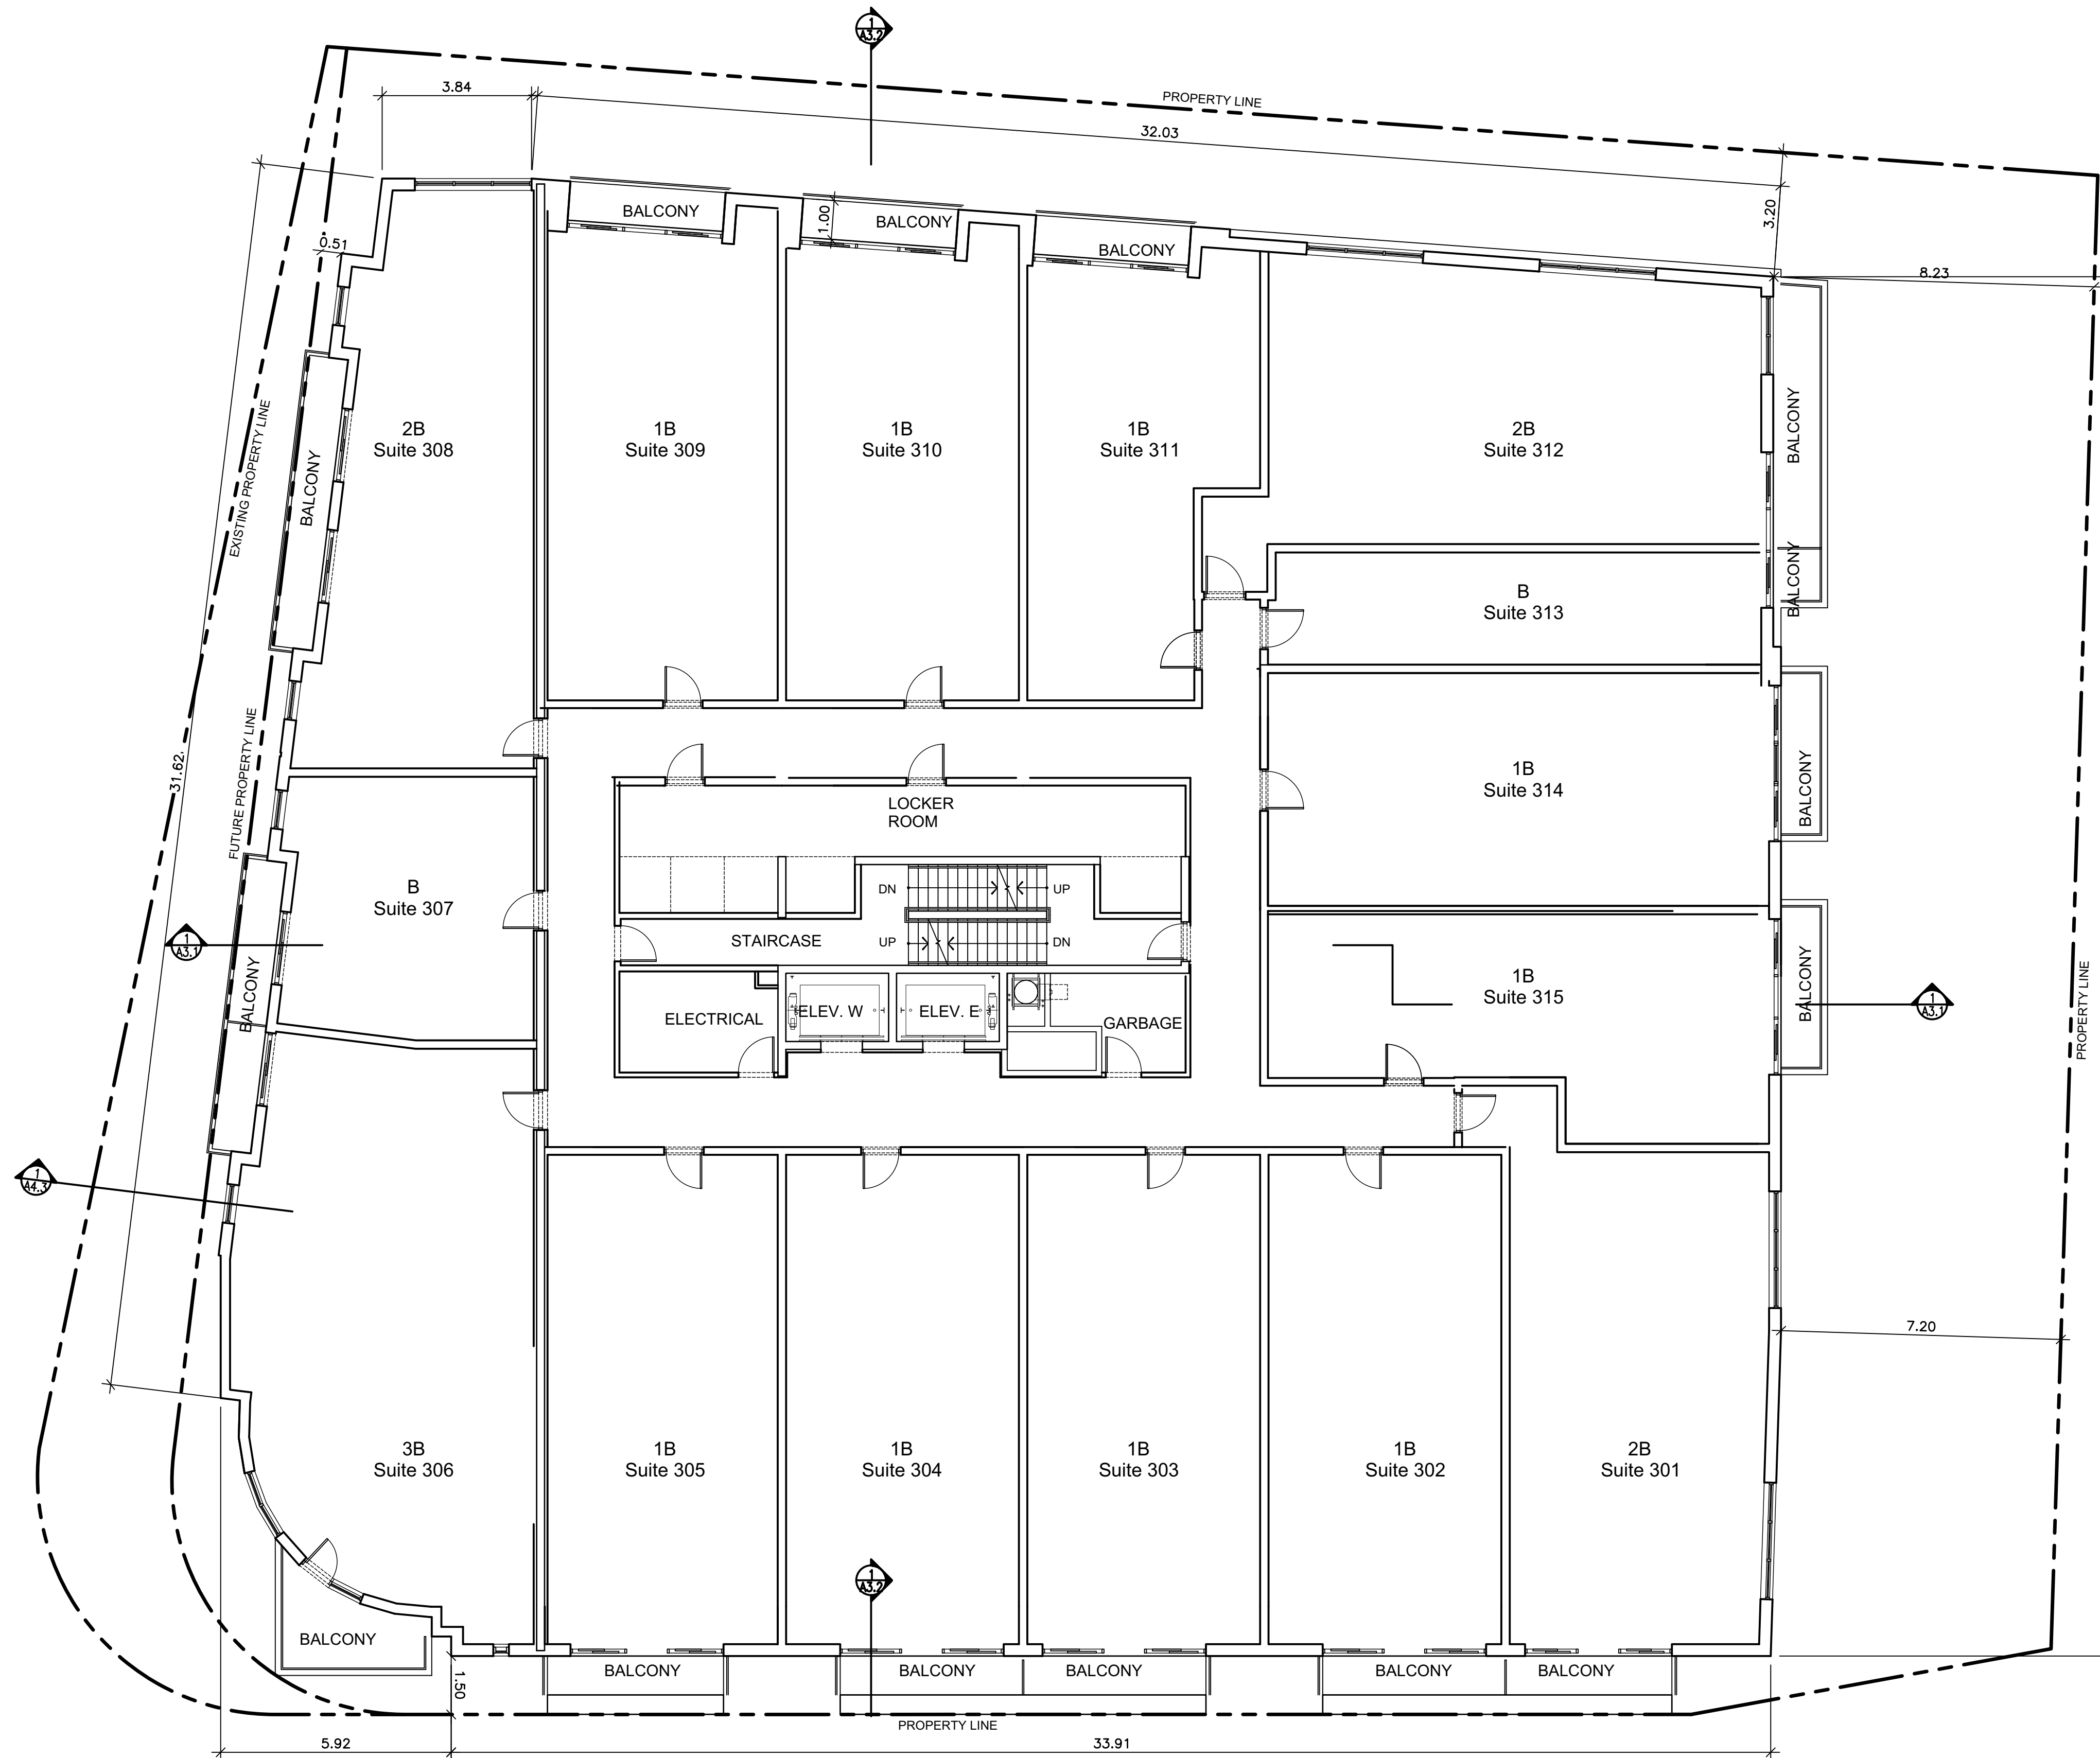 1
A3.2
3.84
PROPERTY LINE
32.03
3.20
BALCONY
1.00
BALCONY
BALCONY
0.51
8.23
EXISTING PROPERTY LINE
BALCONY
2B
Suite 308
1B
Suite 309
1B
Suite 310
1B
Suite 311
2B
Suite 312
BALCONY
BALCONY
B
Suite 313
31.62
FUTURE PROPERTY LINE
1B
Suite 314
BALCONY
LOCKER
ROOM
B
Suite 307
DN
UP
STAIRCASE
UP
DN
1
A3.1
BALCONY
1B
Suite 315
BALCONY
1
A3.1
PROPERTY LINE
ELECTRICAL
ELEV. W
ELEV. E
GARBAGE
1
A4.3
7.20
3B
Suite 306
1B
Suite 305
1B
Suite 304
1B
Suite 303
1B
Suite 302
2B
Suite 301
1
A3.2
BALCONY
1.50
BALCONY
BALCONY
BALCONY
BALCONY
BALCONY
PROPERTY LINE
5.92
33.91